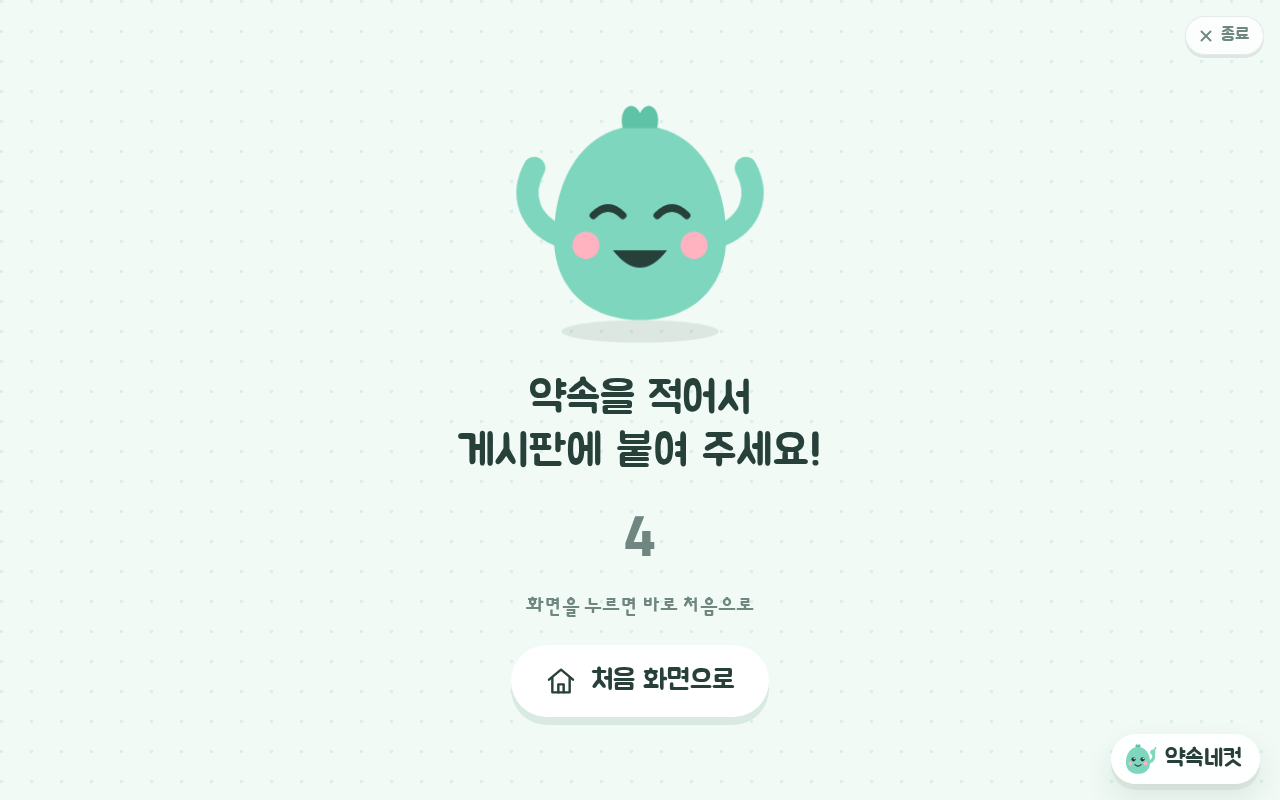 종료
약속을 적어서
게시판에 붙여 주세요!
4
화면을 누르면 바로 처음으로
처음 화면으로
약속네컷